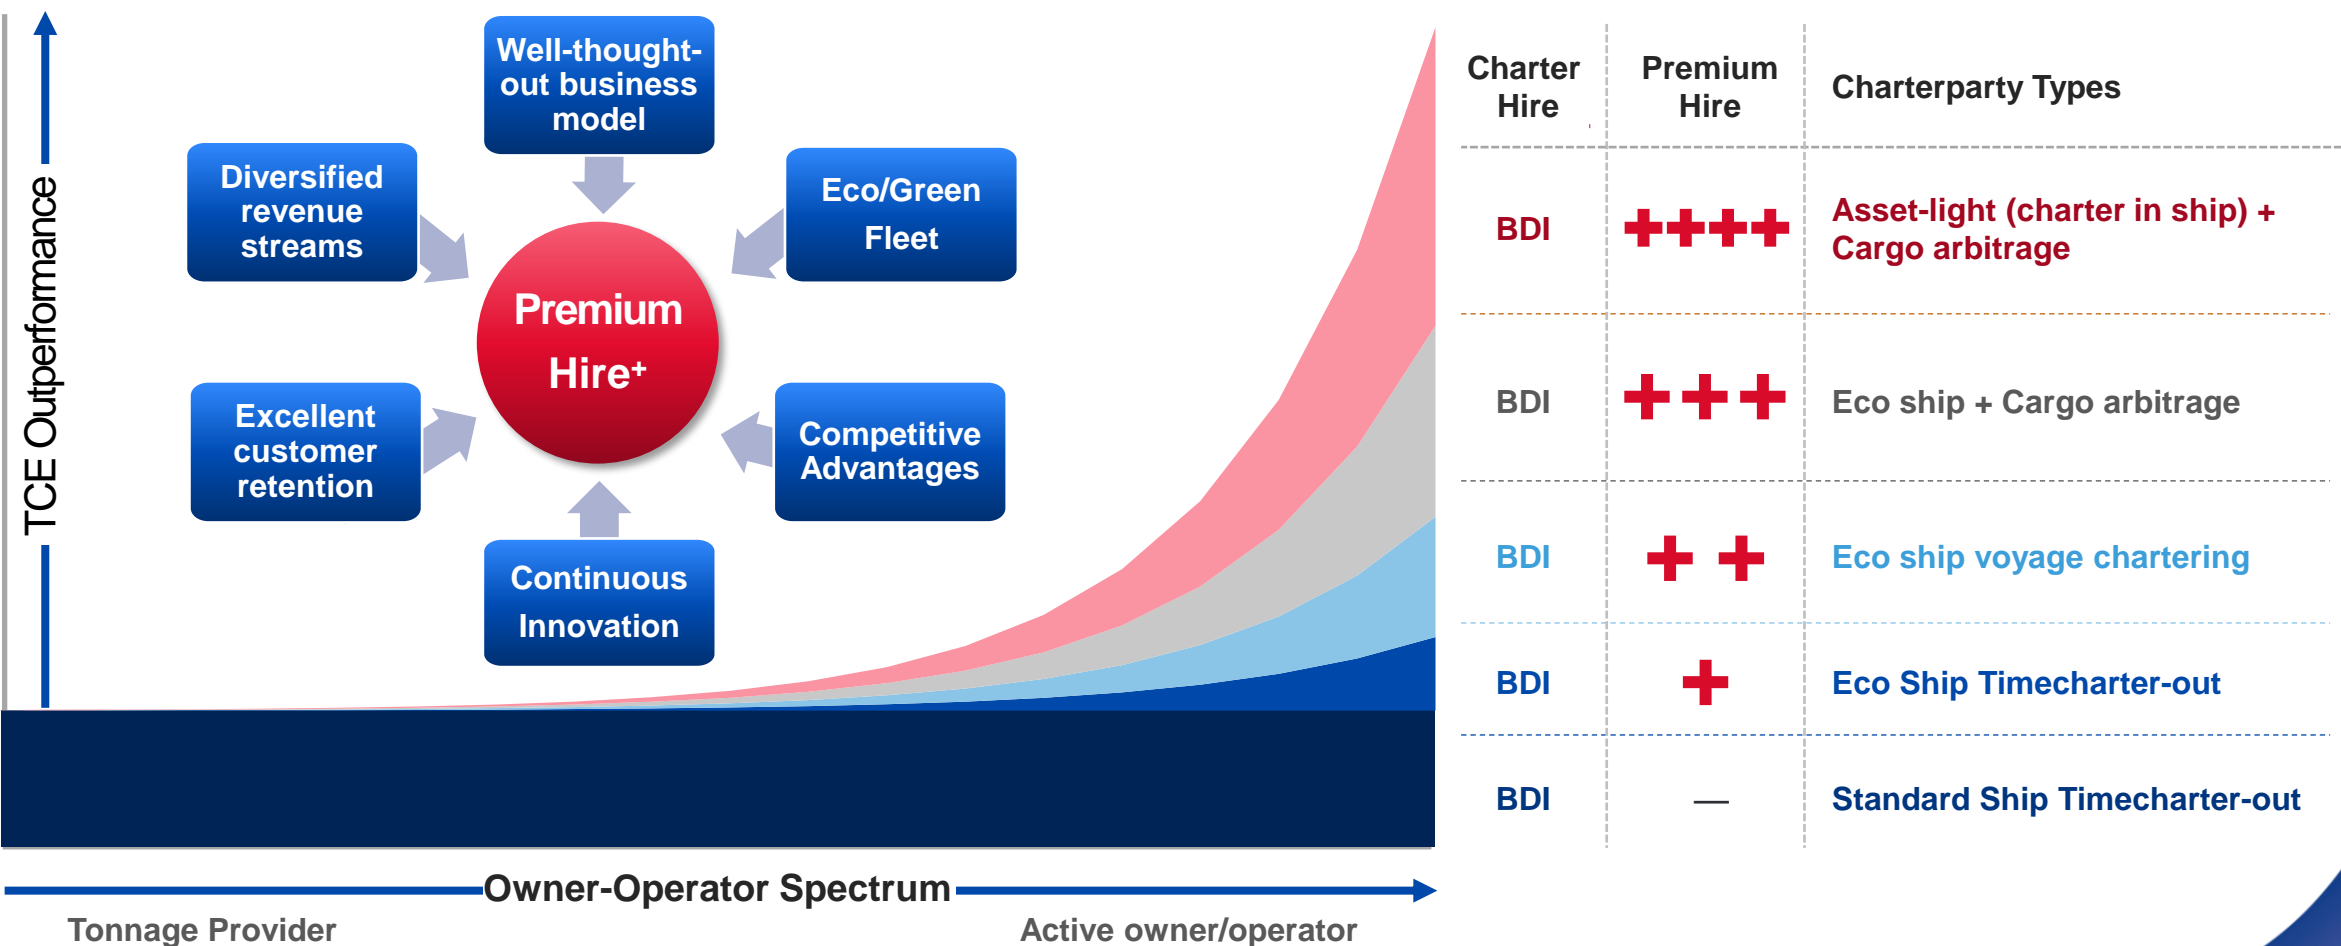 TCE Outperformance
Well-thought-
out business
model
Diversified
revenue
streams
Eco/Green
Fleet
Premium
Hire+
Excellent
customer
retention
Competitive
Advantages
Continuous
Innovation
Owner-Operator Spectrum
Tonnage Provider
Active owner/operator
Charter
Hire
Premium
Hire
Charterparty Types
BDI
++++
Asset-light (charter in ship) +
Cargo arbitrage
BDI
+++
Eco ship + Cargo arbitrage
BDI
++
Eco ship voyage chartering
BDI
+
Eco Ship Timecharter-out
BDI
—
Standard Ship Timecharter-out